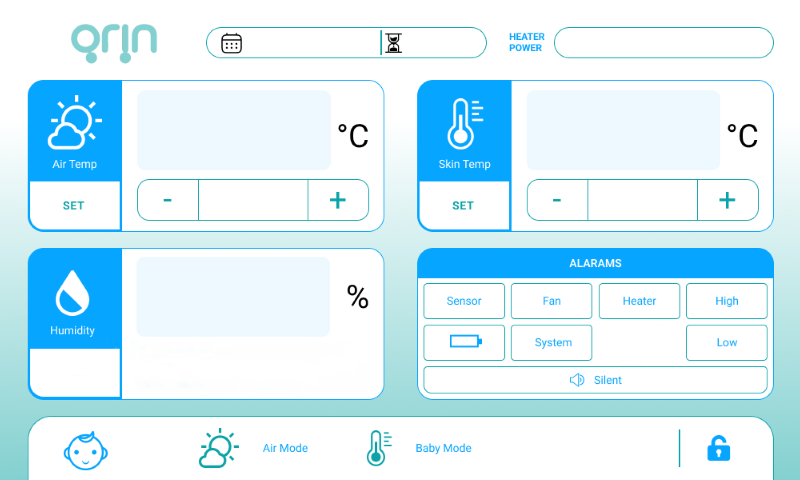 qrin
HEATER
POWER
°C
Air Temp
SET
-
+
°C
Skin Temp
SET
-
+
%
Humidity
ALARAMS
Sensor
Fan
Heater
High
System
Low
Silent
Air Mode
Baby Mode